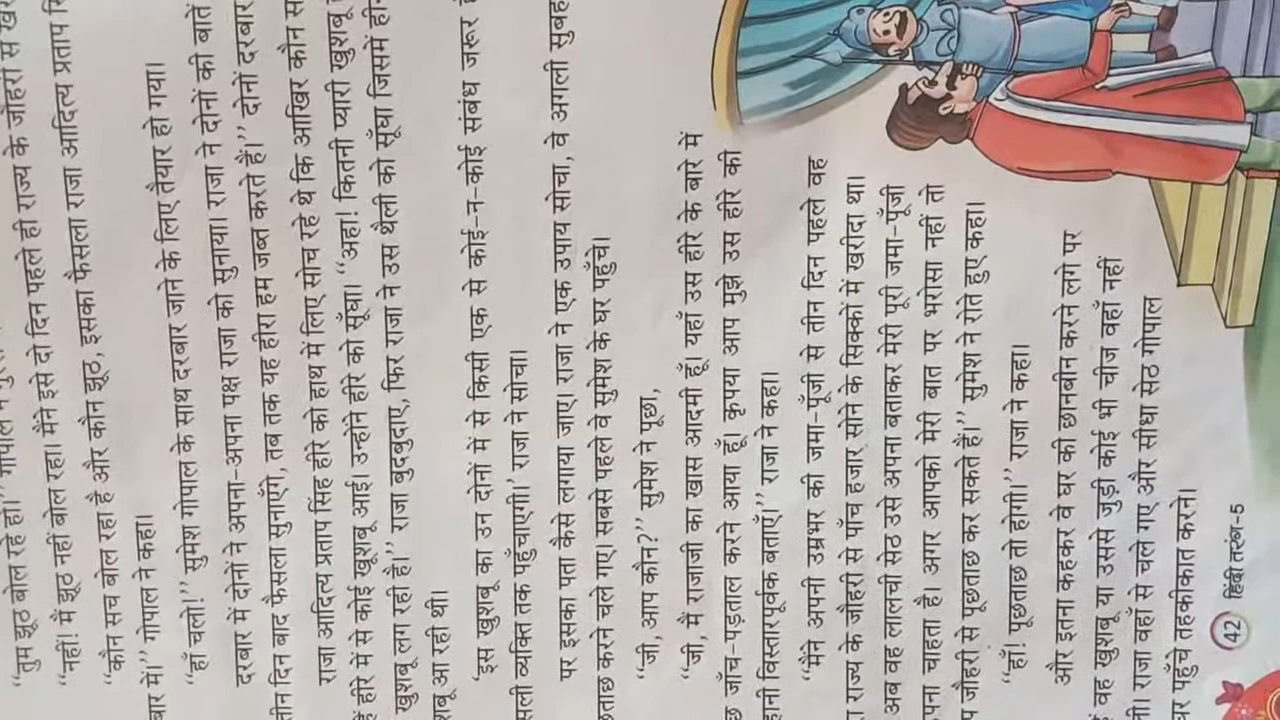 "तुम झूठ बोल रहे हो!" गोपाल ने
"नहीं! मैं झूठ नहीं बोल रहा। मैंने इसे दो दिन पहले ही राज्य के जौहरी से
"कौन सच बोल रहा है और कौन झूठ, इसका फैसला राजा आदित्य प्रताप
बार में!" गोपाल ने कहा।
"हाँ चलो!" सुमेश गोपाल के साथ दरबार जाने के लिए तैयार हो गया।
दरबार में दोनों ने अपना-अपना पक्ष राजा को सुनाया। राजा ने दोनों की बातें
तीन दिन बाद फैसला सुनाएँगे, तब तक यह हीरा हम जब्त करते हैं।" दोनों दरबार
राजा आदित्य प्रताप सिंह हीरे को हाथ में लिए सोच रहे थे कि आखिर कौन
हीरे में से कोई खुशबू आई। उन्होंने हीरे को सूँघा। "अहा! कितनी प्यारी खुशबू
खुशबू लग रही है।" राजा बुदबुदाए, फिर राजा ने उस थैली को सूँघा जिसमें
शबू आ रही थी।
'इस खुशबू का उन दोनों में से किसी एक से कोई-न-कोई संबंध जरूर
सली व्यक्ति तक पहुँचाएगी।' राजा ने सोचा।
पर इसका पता कैसे लगाया जाए। राजा ने एक उपाय सोचा, वे अगली सुबह
छताछ करने चले गए। सबसे पहले वे सुमेश के घर पहुँचे।
"जी, आप कौन?" सुमेश ने पूछा,
"जी, मैं राजाजी का खास आदमी हूँ। यहाँ उस हीरे के बारे में
छ जाँच-पड़ताल करने आया हूँ। कृपया आप मुझे उस हीरे की
हानी विस्तारपूर्वक बताएँ।" राजा ने कहा।
"मैंने अपनी उम्रभर की जमा-पूँजी से तीन दिन पहले वह
राज्य के जौहरी से पाँच हजार सोने के सिक्कों में खरीदा था।
अब वह लालची सेठ उसे अपना बताकर मेरी पूरी जमा-पूँजी
पना चाहता है। अगर आपको मेरी बात पर भरोसा नहीं तो
प जौहरी से पूछताछ कर सकते हैं।" सुमेश ने रोते हुए कहा।
"हाँ! पूछताछ तो होगी।" राजा ने कहा।
और इतना कहकर वे घर की छानबीन करने लगे पर
वह खुशबू या उससे जुड़ी कोई भी चीज वहाँ नहीं
राजा वहाँ से चले गए और सीधा सेठ गोपाल
पर पहुँचे तहकीकात करने।
42 हिंदी तरंग-5